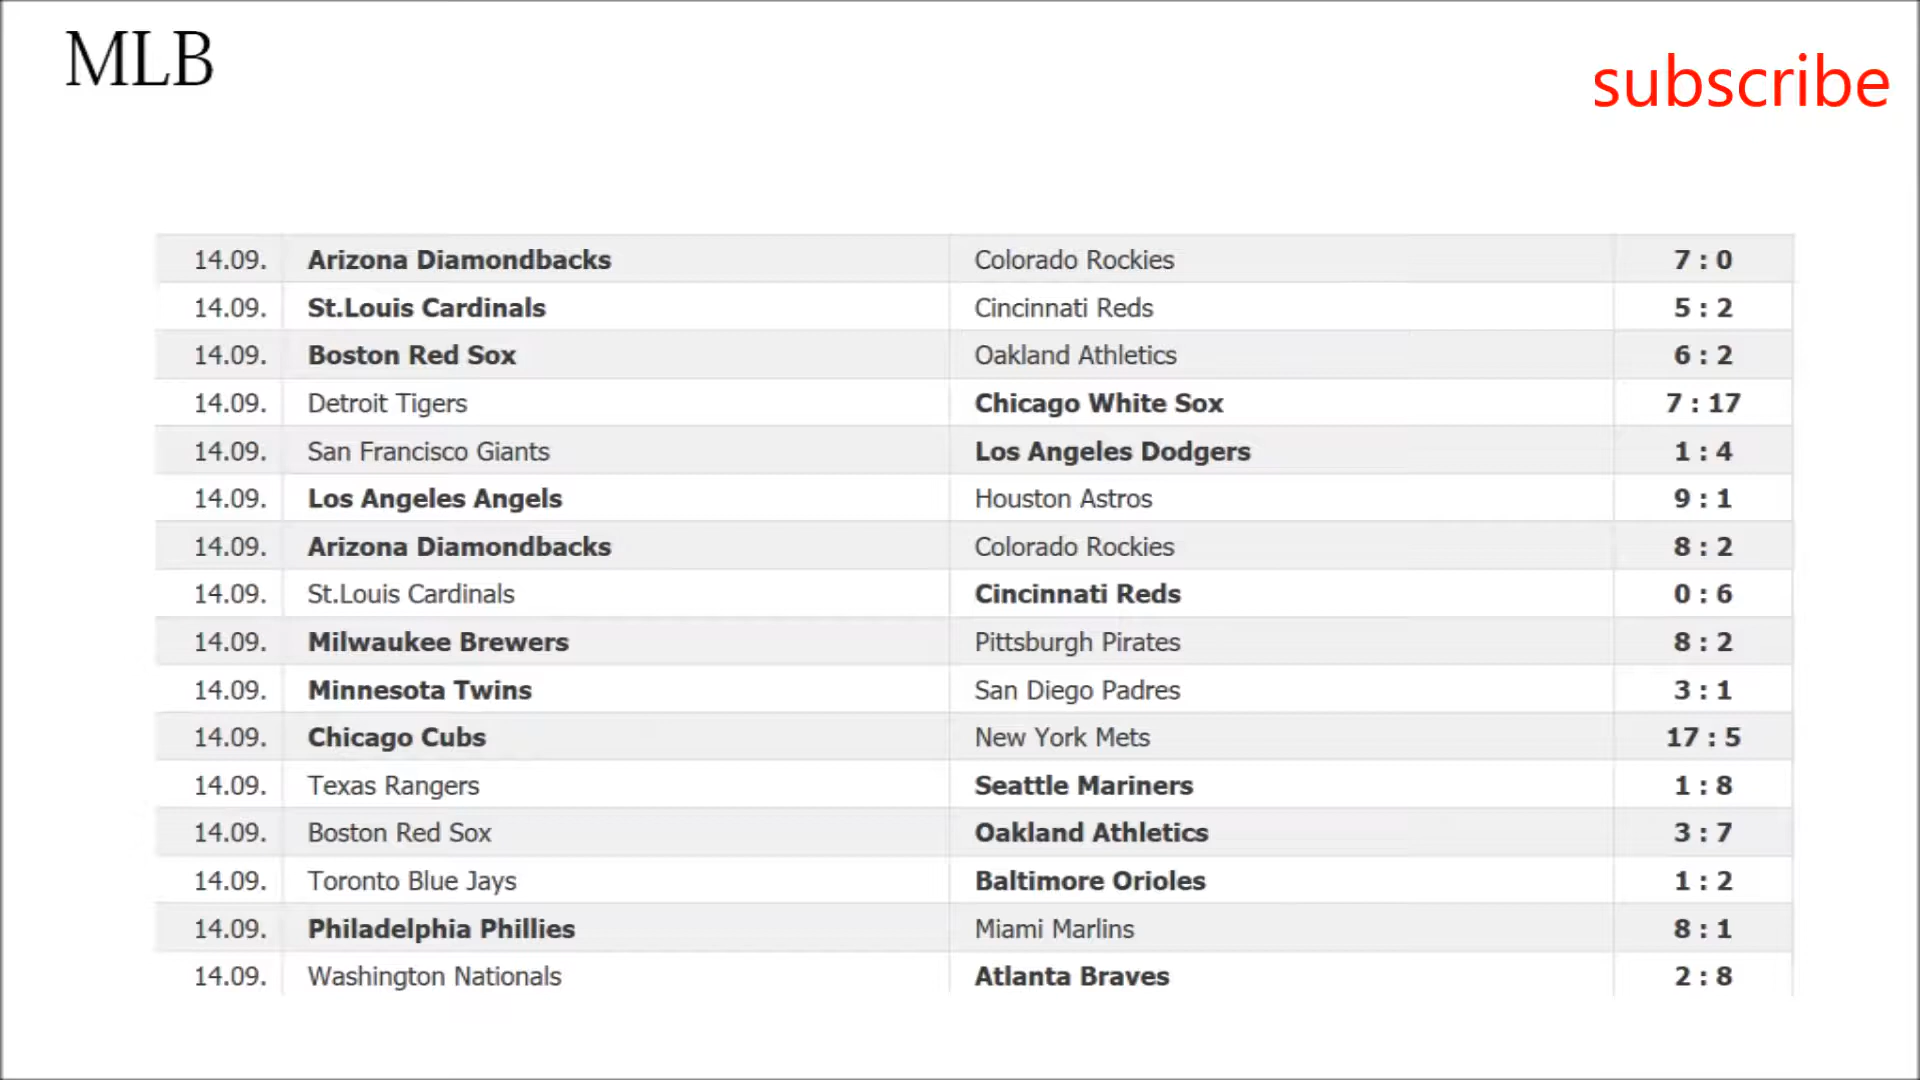 MLB
subscribe
14.09. Arizona Diamondbacks Colorado Rockies 7 : 0
14.09. St.Louis Cardinals Cincinnati Reds 5 : 2
14.09. Boston Red Sox Oakland Athletics 6 : 2
14.09. Detroit Tigers Chicago White Sox 7 : 17
14.09. San Francisco Giants Los Angeles Dodgers 1 : 4
14.09. Los Angeles Angels Houston Astros 9 : 1
14.09. Arizona Diamondbacks Colorado Rockies 8 : 2
14.09. St.Louis Cardinals Cincinnati Reds 0 : 6
14.09. Milwaukee Brewers Pittsburgh Pirates 8 : 2
14.09. Minnesota Twins San Diego Padres 3 : 1
14.09. Chicago Cubs New York Mets 17 : 5
14.09. Texas Rangers Seattle Mariners 1 : 8
14.09. Boston Red Sox Oakland Athletics 3 : 7
14.09. Toronto Blue Jays Baltimore Orioles 1 : 2
14.09. Philadelphia Phillies Miami Marlins 8 : 1
14.09. Washington Nationals Atlanta Braves 2 : 8